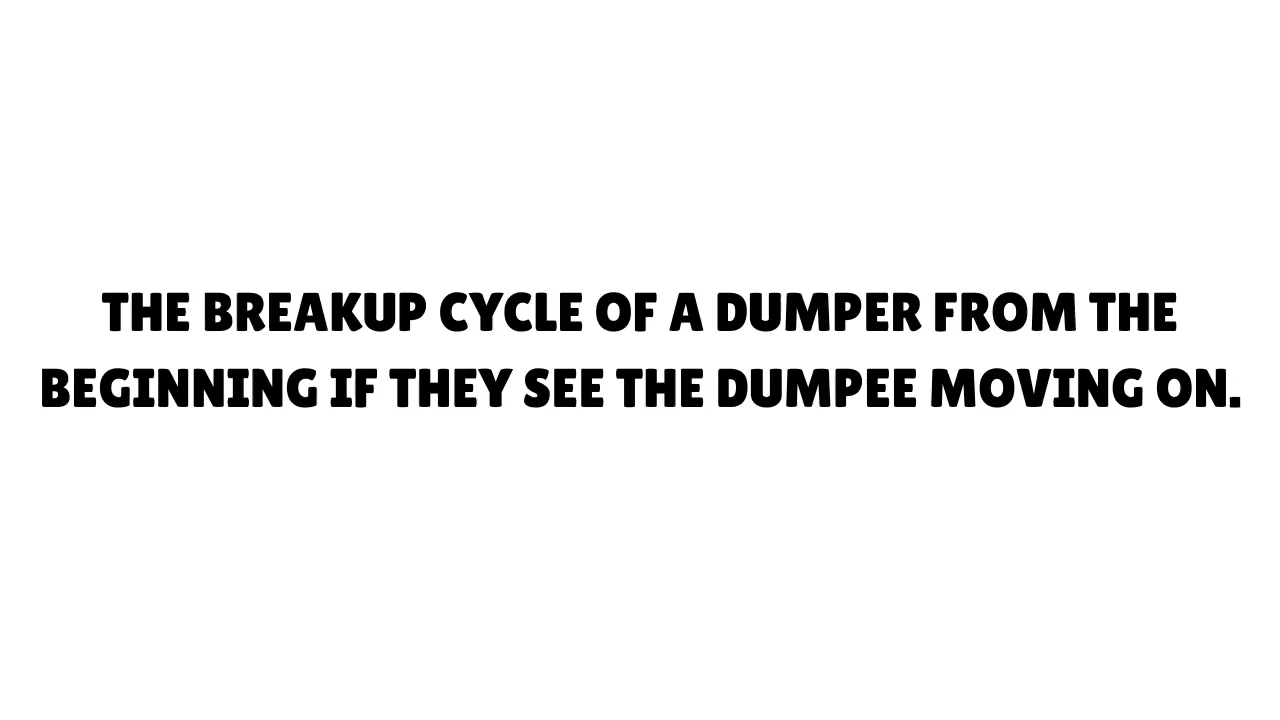 THE BREAKUP CYCLE OF A DUMPER FROM THE
BEGINNING IF THEY SEE THE DUMPEE MOVING ON.